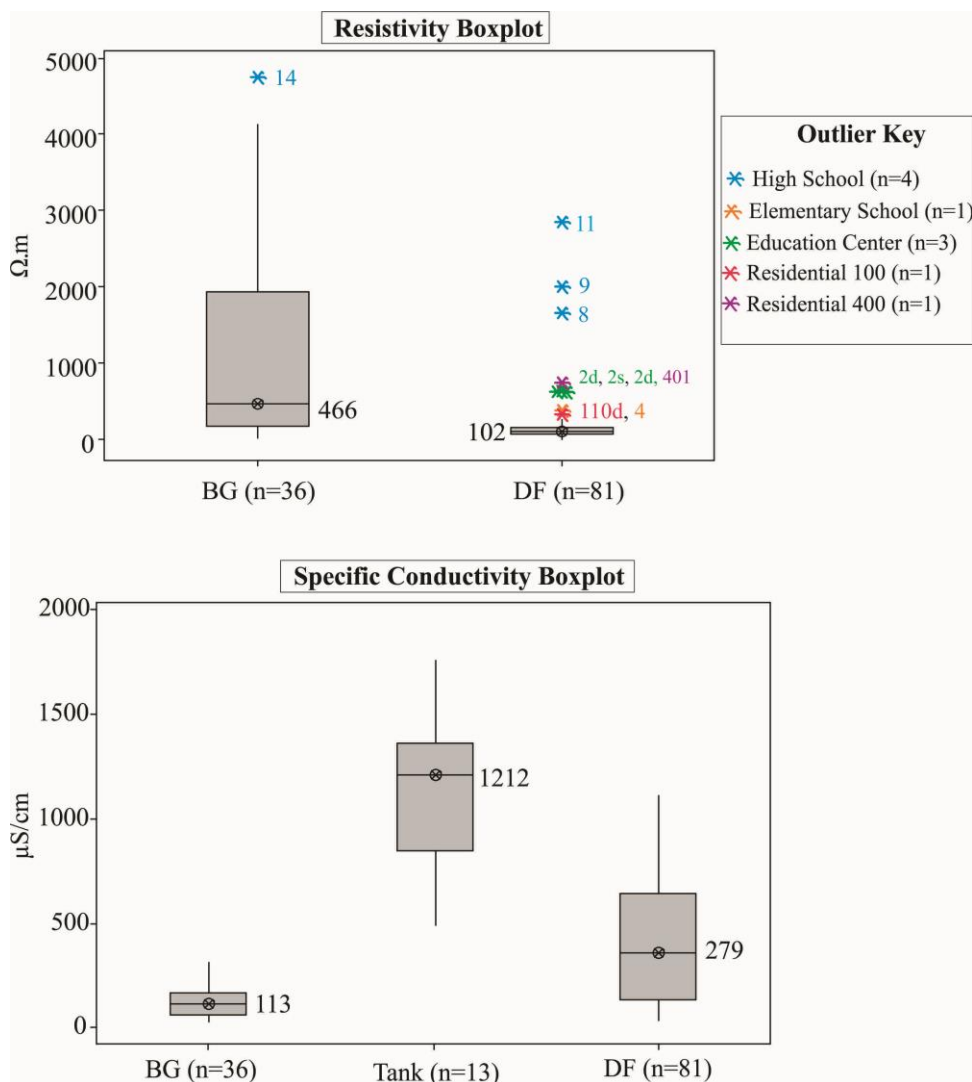 Resistivity Boxplot
5000
4000
3000
2000
1000
0
Ω.m
14
466
102
11
9
8
2d, 2s, 2d, 401
110d, 4
BG (n=36)
DF (n=81)
Outlier Key
High School (n=4)
Elementary School (n=1)
Education Center (n=3)
Residential 100 (n=1)
Residential 400 (n=1)
Specific Conductivity Boxplot
2000
1500
1000
500
0
µS/cm
113
1212
279
BG (n=36)
Tank (n=13)
DF (n=81)